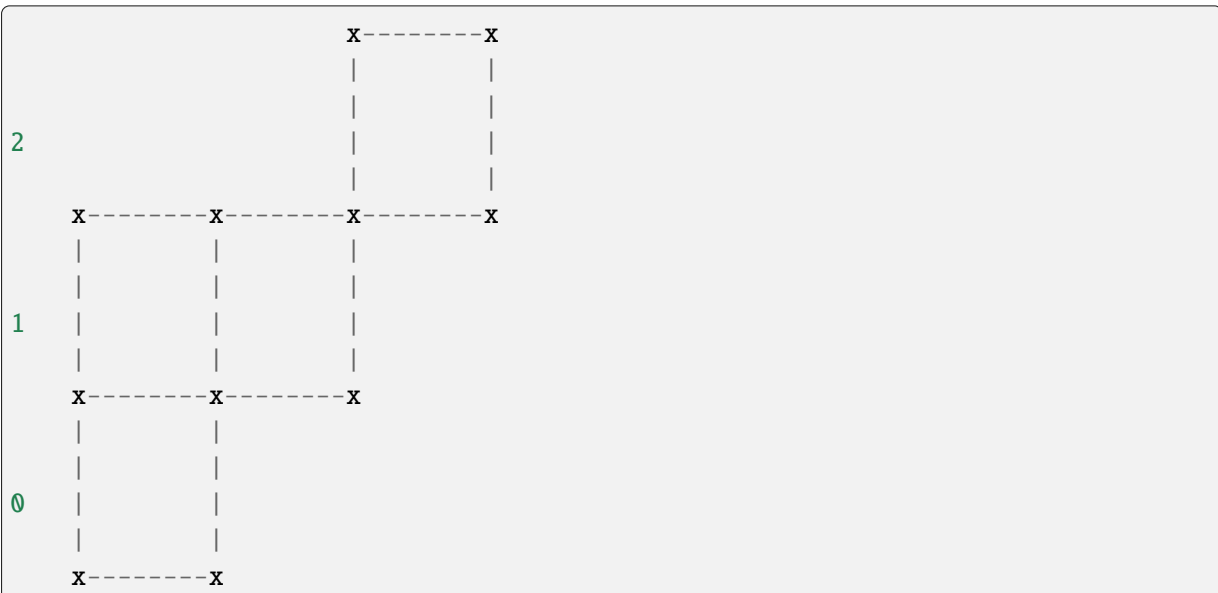 x--------x
                         |        |
                         |        |
2                        |        |
                         |        |
     x--------x--------x--------x
     |        |        |
     |        |        |
1    |        |        |
     |        |        |
     x--------x--------x
     |        |
     |        |
0    |        |
     |        |
     x--------x